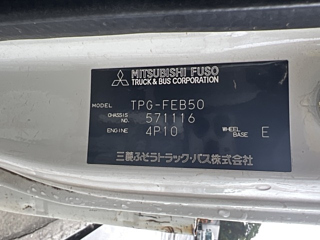 MITSUBISHI FUSO
TRUCK & BUS CORPORATION
MODEL TPG-FEB50
CHASSIS NO. 571116
ENGINE 4P10 WHEEL BASE E
三菱ふそうトラック・バス株式会社